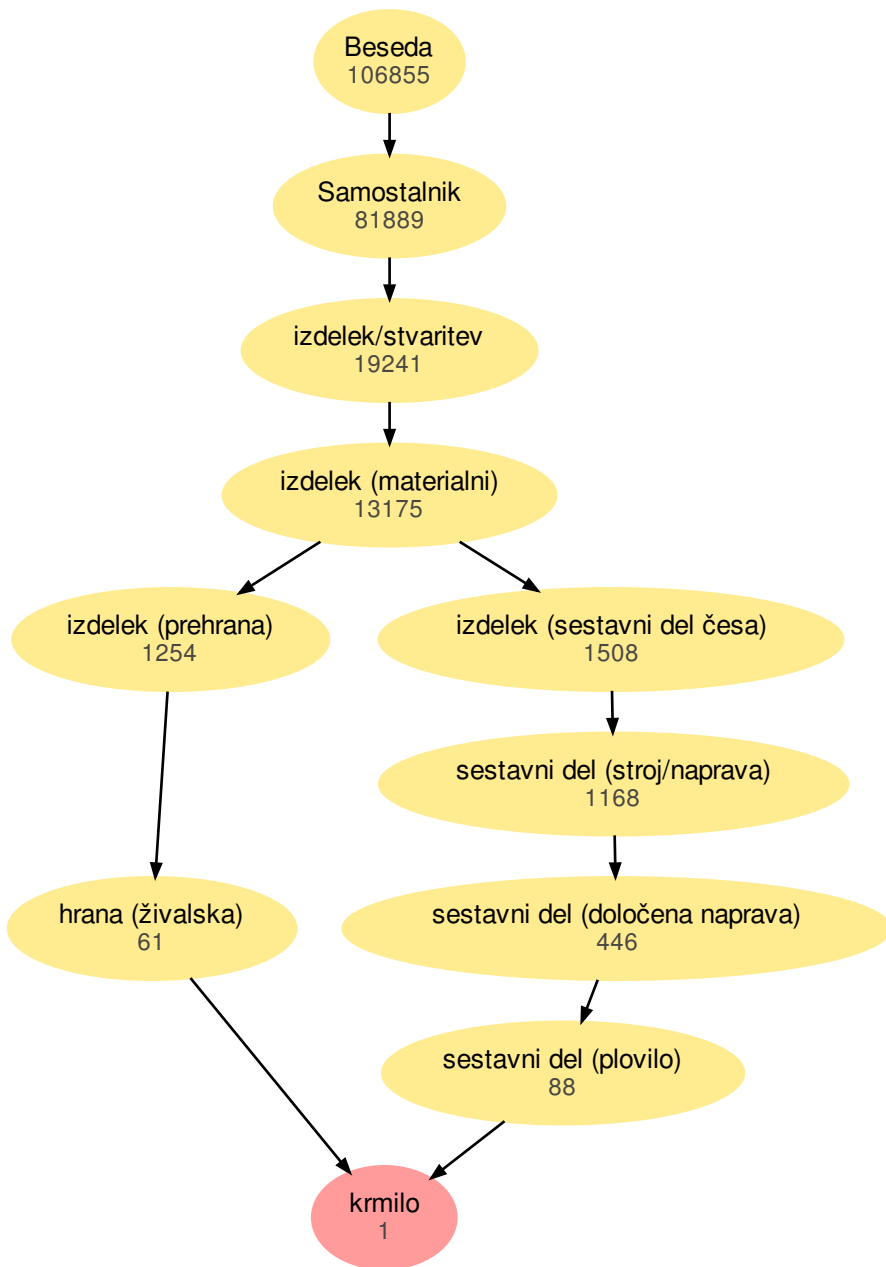 Beseda
106855
Samostalnik
81889
izdelek/stvaritev
19241
izdelek (materialni)
13175
izdelek (prehrana)
1254
izdelek (sestavni del česa)
1508
sestavni del (stroj/naprava)
1168
hrana (živalska)
61
sestavni del (določena naprava)
446
sestavni del (plovilo)
88
krmilo
1